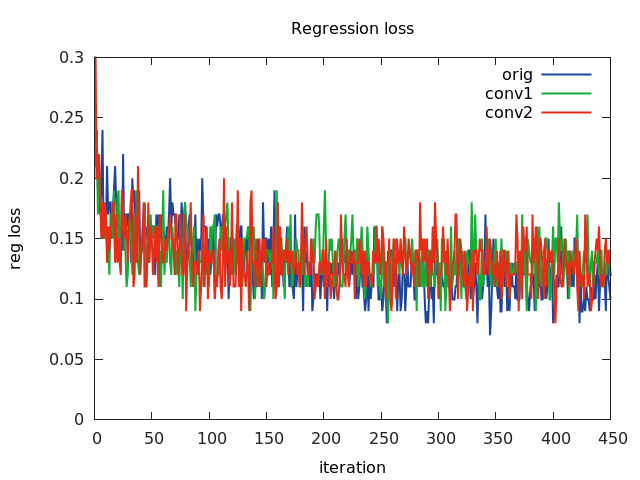 Regression loss
0.3
0.25
0.2
0.15
0.1
0.05
0
reg loss
orig
conv1
conv2
0 50 100 150 200 250 300 350 400 450
iteration